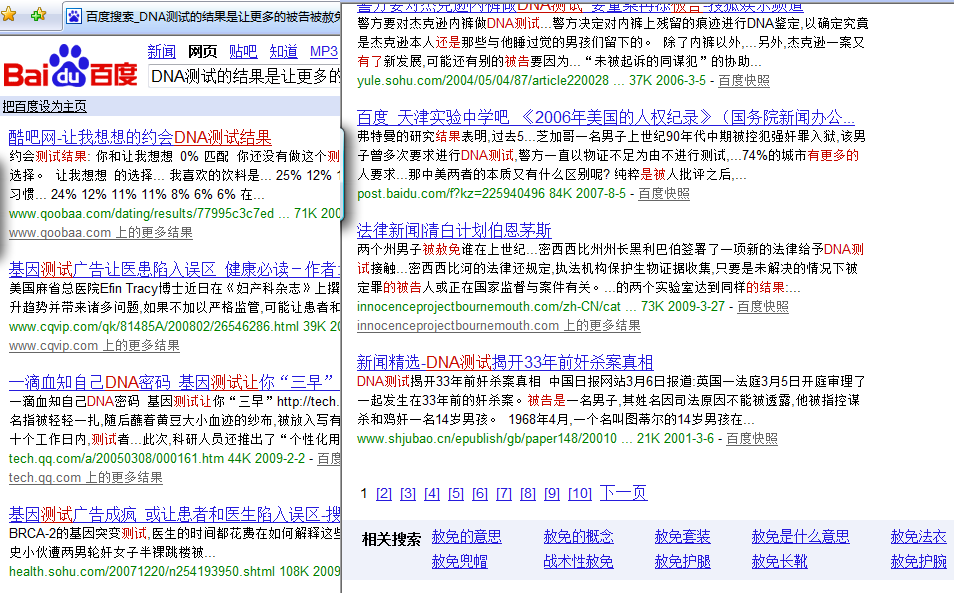 百度搜索_DNA测试的结果是让更多的被告被赦免
Bai du 百度
新闻 网页 贴吧 知道 MP3
DNA测试的结果是让更多的
把百度设为主页
酷吧网-让我想想的约会DNA测试结果
约会测试结果: 你和让我想想 0% 匹配 你还没有做这个测
选择。 让我想想 的选择... 我喜欢的饮料是... 25% 12% 1
习惯... 24% 12% 11% 11% 8% 6% 6% 在...
www.qoobaa.com/dating/results/77995c3c7ed ... 71K 200
www.qoobaa.com 上的更多结果
基因测试广告让医患陷入误区_健康必读－作者:
美国麻省总医院Efin Tracy博士近日在《妇产科杂志》上撰
升趋势并带来诸多问题,如果不加以严格监管,可能让患者和
www.cqvip.com/qk/81485A/200802/26546286.html 39K 20
www.cqvip.com 上的更多结果
一滴血知自己DNA密码_基因测试让你“三早”_
一滴血知自己DNA密码 基因测试让你“三早”http://tech.
名指被轻轻一扎,随后蘸着黄豆大小血迹的纱布,被放入写有
十个工作日内,测试者...此次,科研人员还推出了“个性化用
tech.qq.com/a/20050308/000161.htm 44K 2009-2-2 - 百度
tech.qq.com 上的更多结果
基因测试广告成疯_或让患者和医生陷入误区-搜
BRCA-2的基因突变测试,医生的时间都花费在如何解释这些
史小伙遭两男轮奸女子半裸跳楼被...
health.sohu.com/20071220/n254193950.shtml 108K 2009
警方要对杰克逊内裤做DNA测试 娈童案再添被告-搜狐娱乐频道
警方要对杰克逊内裤做DNA测试...警方决定对内裤上残留的痕迹进行DNA鉴定,以确定究竟
是杰克逊本人还是那些与他睡过觉的男孩们留下的。 除了内裤以外,...另外,杰克逊一案又
有了新发展,可能还有别的被告要因为...“未被起诉的同谋犯”的协助...
yule.sohu.com/2004/05/04/87/article220028 ... 37K 2006-3-5 - 百度快照
百度_天津实验中学吧_《2006年美国的人权纪录》（国务院新闻办公...
弗特曼的研究结果表明,过去5...芝加哥一名男子上世纪90年代中期被控犯强奸罪入狱,该男
子曾多次要求进行DNA测试,警方一直以物证不足为由不进行测试,...74%的城市有更多的
人要求...那中美两者的本质又有什么区别呢? 纯粹是被人批评之后,...
post.baidu.com/f?kz=225940496 84K 2007-8-5 - 百度快照
法律新闻|清白计划伯恩茅斯
两个州男子被赦免谁在上世纪...密西西比州州长黑利巴伯签署了一项新的法律给予DNA测
试接触...密西西比河的法律还规定,执法机构保护生物证据收集,只要是未解决的情况下被
定罪的被告人或正在国家监督与案件有关。...的两个实验室达到同样的结果:...
innocenceprojectbournemouth.com/zh-CN/cat ... 73K 2009-3-27 - 百度快照
innocenceprojectbournemouth.com 上的更多结果
新闻精选-DNA测试揭开33年前奸杀案真相
DNA测试揭开33年前奸杀案真相 中国日报网站3月6日报道:英国一法庭3月5日开庭审理了
一起发生在33年前的奸杀案。被告是一名男子,其姓名因司法原因不能被透露,他被指控谋
杀和鸡奸一名14岁男孩。 1968年4月,一个名叫图蒂尔的14岁男孩在...
www.shjubao.cn/epublish/gb/paper148/20010 ... 21K 2001-3-6 - 百度快照
1 [2] [3] [4] [5] [6] [7] [8] [9] [10] 下一页
相关搜索 赦免的意思 赦免的概念 赦免套装 赦免是什么意思 赦免法衣
赦免兜帽 战术性赦免 赦免护腿 赦免长靴 赦免护腕